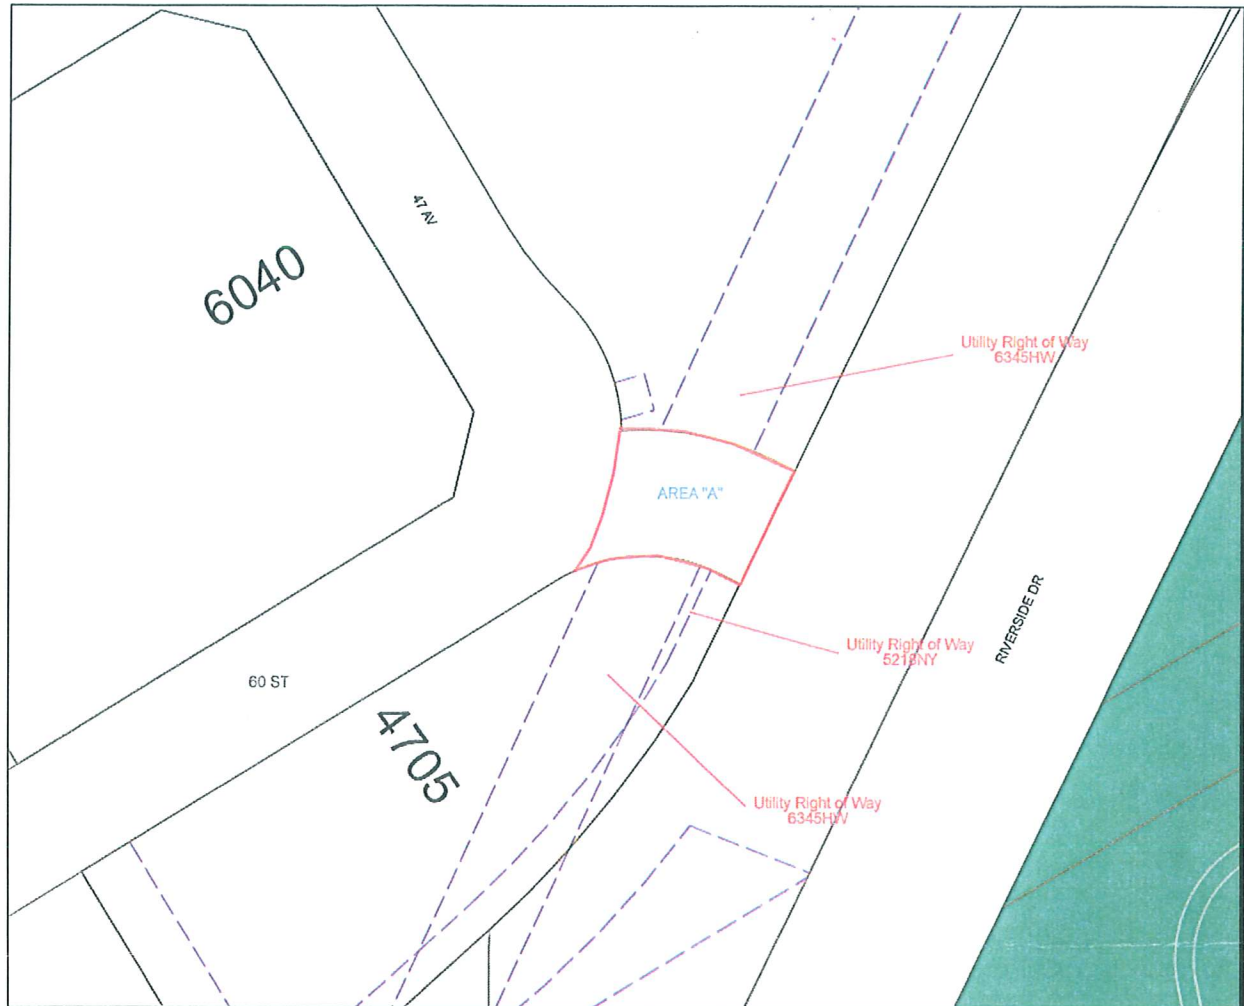 47 AV
6040
Utility Right of Way
6345HW
AREA "A"
RIVERSIDE DR
Utility Right of Way
5219NY
60 ST
4705
Utility Right of Way
6345HW